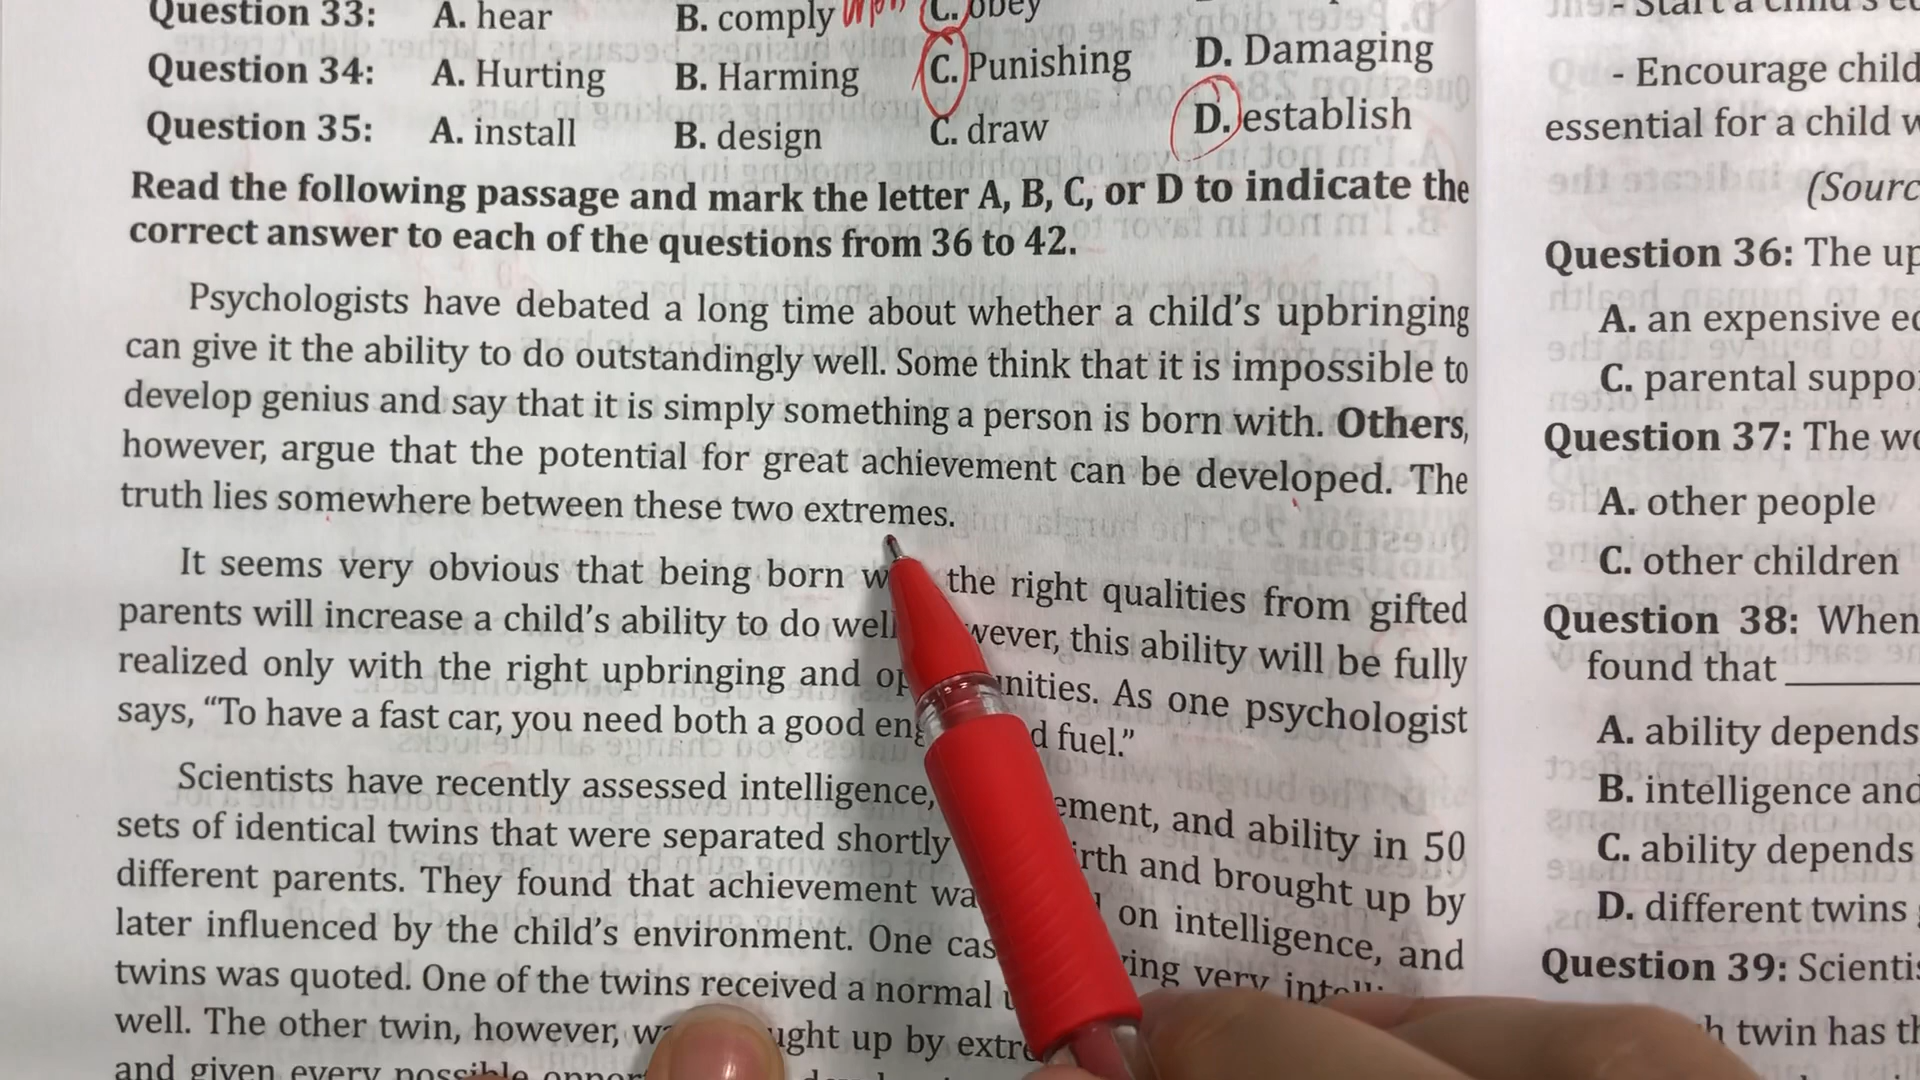 Question 33: A. hear B. comply upon C. obey
Question 34: A. Hurting B. Harming C. Punishing D. Damaging
Question 35: A. install B. design C. draw D. establish
Read the following passage and mark the letter A, B, C, or D to indicate the
correct answer to each of the questions from 36 to 42.
Psychologists have debated a long time about whether a child's upbringing
can give it the ability to do outstandingly well. Some think that it is impossible to
develop genius and say that it is simply something a person is born with. Others,
however, argue that the potential for great achievement can be developed. The
truth lies somewhere between these two extremes.
It seems very obvious that being born the right qualities from gifted
parents will increase a child's ability to do well this ability will be fully
realized only with the right upbringing and As one psychologist
says, "To have a fast car, you need both a good fuel."
Scientists have recently assessed intelligence, and ability in 50
sets of identical twins that were separated shortly and brought up by
different parents. They found that achievement on intelligence, and
later influenced by the child's environment. One very
twins was quoted. One of the twins received a normal
well. The other twin, however, up by
and given every
- Encourage child
essential for a child
Question 36: The
A. an expensive
C. parental
Question 37: The
A. other people
C. other children
Question 38: When
found that
A. ability depends
B. intelligence and
C. ability depends
D. different twins
Question 39:
twin has